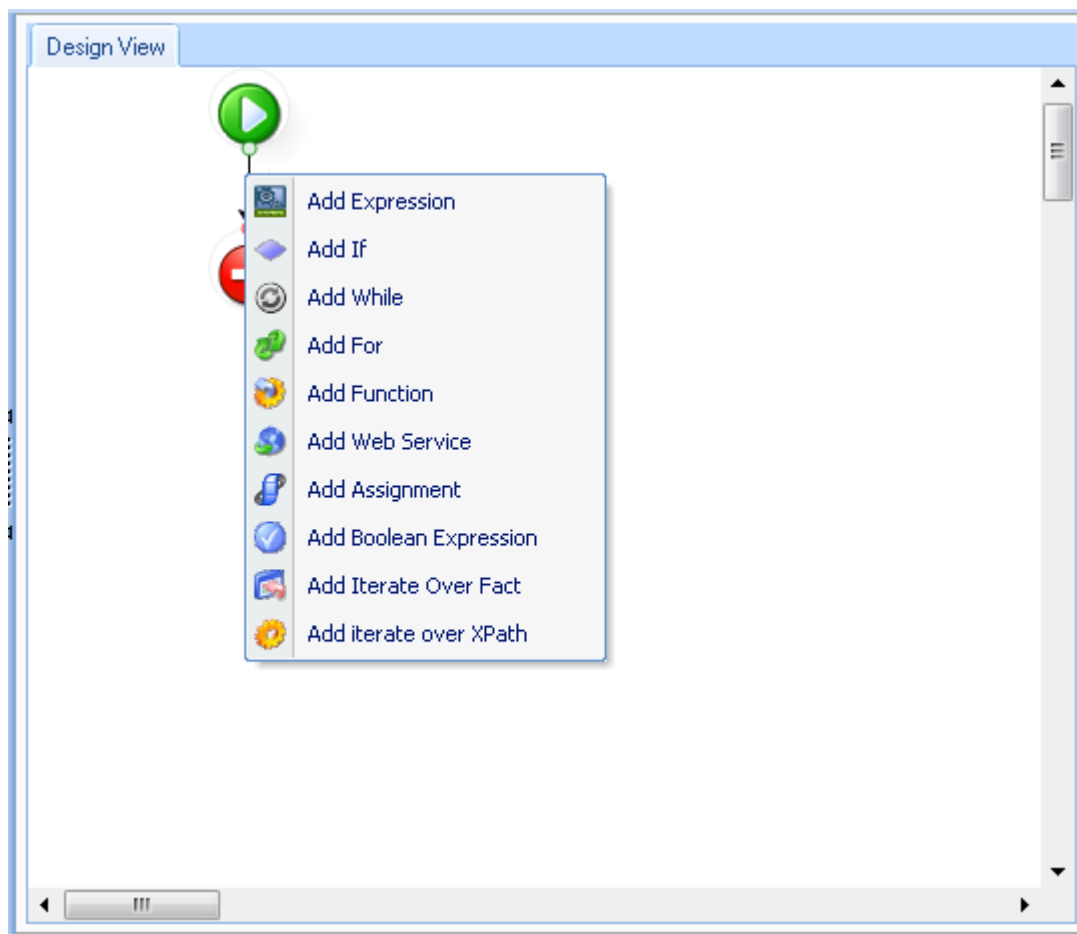 Design View
Add Expression
Add If
Add While
Add For
Add Function
Add Web Service
Add Assignment
Add Boolean Expression
Add Iterate Over Fact
Add iterate over XPath